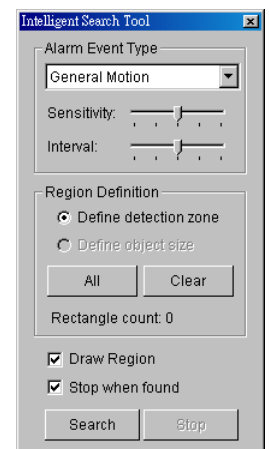 Intelligent Search Tool
Alarm Event Type
General Motion
Sensitivity:
Interval:
Region Definition
Define detection zone
Define object size
All Clear
Rectangle count: 0
Draw Region
Stop when found
Search Stop